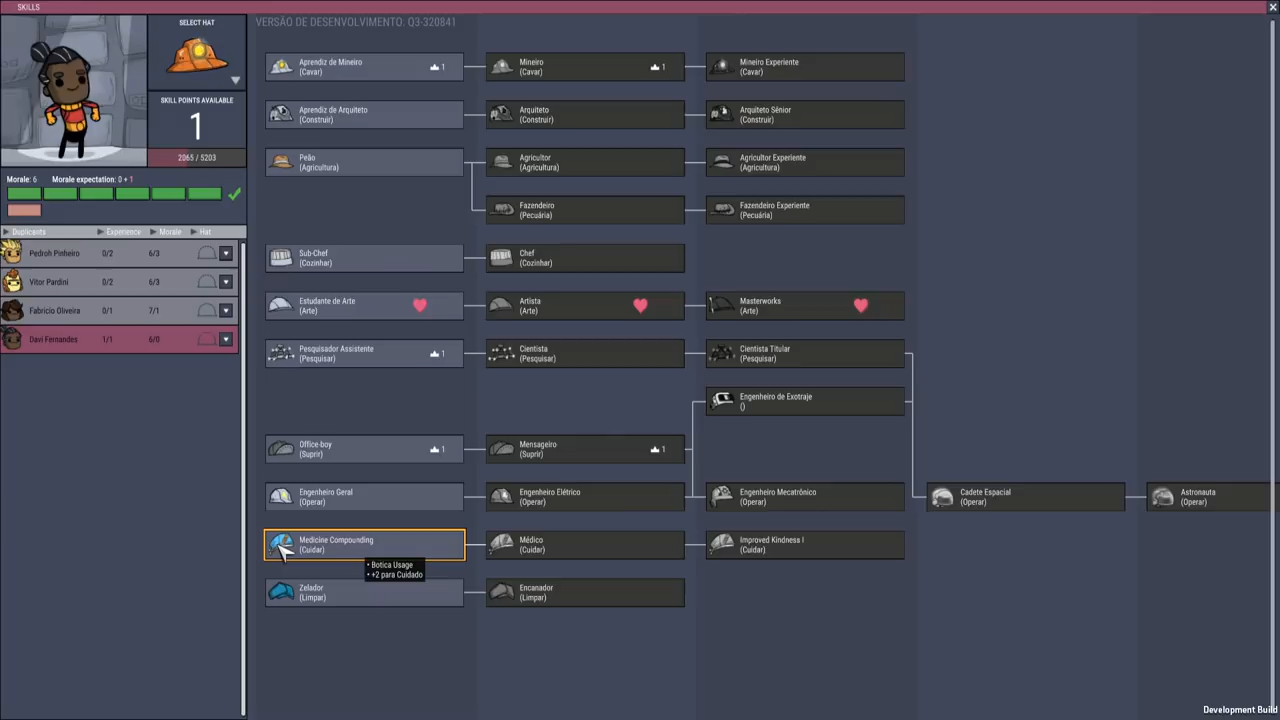 SKILLS
SELECT HAT
SKILL POINTS AVAILABLE
1
2065 / 5203
Morale: 6 Morale expectation: 0 + 1
Duplicants Experience Morale Hat
Pedroh Pinheiro 0/2 6/3
Vitor Pardini 0/2 6/3
Fabricio Oliveira 0/1 7/1
Davi Fernandes 1/1 6/0
VERSÃO DE DESENVOLVIMENTO: Q3-320841
Aprendiz de Mineiro
(Cavar)
1
Mineiro
(Cavar)
1
Mineiro Experiente
(Cavar)
Aprendiz de Arquiteto
(Construir)
Arquiteto
(Construir)
Arquiteto Sênior
(Construir)
Peão
(Agricultura)
Agricultor
(Agricultura)
Agricultor Experiente
(Agricultura)
Fazendeiro
(Pecuária)
Fazendeiro Experiente
(Pecuária)
Sub-Chef
(Cozinhar)
Chef
(Cozinhar)
Estudante de Arte
(Arte)
Artista
(Arte)
Masterworks
(Arte)
Pesquisador Assistente
(Pesquisar)
1
Cientista
(Pesquisar)
Cientista Titular
(Pesquisar)
Engenheiro de Exotraje
()
Office-boy
(Suprir)
1
Mensageiro
(Suprir)
1
Engenheiro Geral
(Operar)
Engenheiro Elétrico
(Operar)
Engenheiro Mecatrônico
(Operar)
Cadete Espacial
(Operar)
Astronauta
(Operar)
Medicine Compounding
(Cuidar)
Médico
(Cuidar)
Improved Kindness I
(Cuidar)
• Botica Usage
• +2 para Cuidado
Zelador
(Limpar)
Encanador
(Limpar)
Development Build